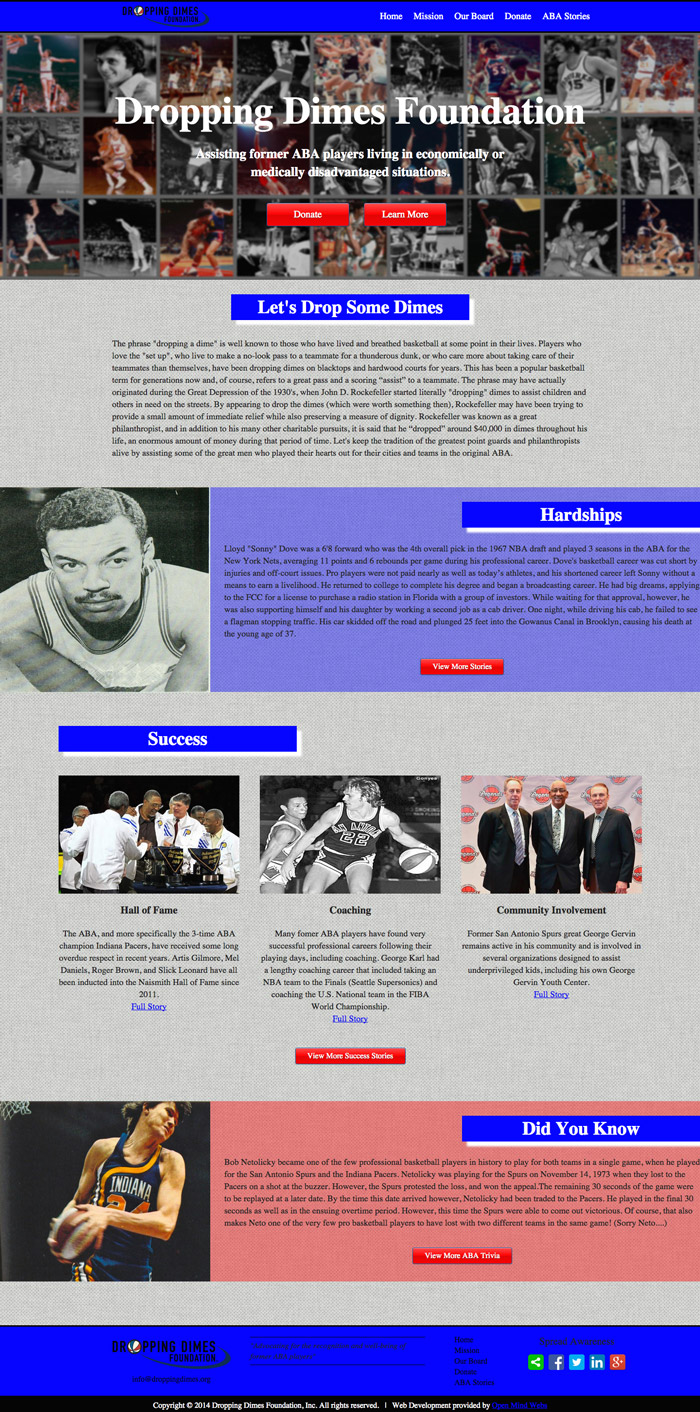 DROPPING DIMES
FOUNDATION
Home Mission Our Board Donate ABA Stories
Dropping Dimes Foundation
Assisting former ABA players living in economically or
medically disadvantaged situations.
Donate Learn More
Let's Drop Some Dimes
The phrase "dropping a dime" is well known to those who have lived and breathed basketball at some point in their lives. Players who
love the "set up", who live to make a no-look pass to a teammate for a thunderous dunk, or who care more about taking care of their
teammates than themselves, have been dropping dimes on blacktops and hardwood courts for years. This has been a popular basketball
term for generations now and, of course, refers to a great pass and a scoring “assist” to a teammate. The phrase may have actually
originated during the Great Depression of the 1930's, when John D. Rockefeller started literally "dropping" dimes to assist children and
others in need on the streets. By appearing to drop the dimes (which were worth something then), Rockefeller may have been trying to
provide a small amount of immediate relief while also preserving a measure of dignity. Rockefeller was known as a great
philanthropist, and in addition to his many other charitable pursuits, it is said that he “dropped” around $40,000 in dimes throughout his
life, an enormous amount of money during that period of time. Let's keep the tradition of the greatest point guards and philanthropists
alive by assisting some of the great men who played their hearts out for their cities and teams in the original ABA.
Hardships
Lloyd "Sonny" Dove was a 6'8 forward who was the 4th overall pick in the 1967 NBA draft and played 3 seasons in the ABA for the
New York Nets, averaging 11 points and 6 rebounds per game during his professional career. Dove's basketball career was cut short by
injuries and off-court issues. Pro players were not paid nearly as well as today’s athletes, and his shortened career left Sonny without a
means to earn a livelihood. He returned to college to complete his degree and began a broadcasting career. He had big dreams, applying
to the FCC for a license to purchase a radio station in Florida with a group of investors. While waiting for that approval, however, he
was also supporting himself and his daughter by working a second job as a cab driver. One night, while driving his cab, he failed to see
a flagman stopping traffic. His car skidded off the road and plunged 25 feet into the Gowanus Canal in Brooklyn, causing his death at
the young age of 37.
View More Stories
Success
SAN ANTONIO
22
Hall of Fame
The ABA, and more specifically the 3-time ABA
champion Indiana Pacers, have received some long
overdue respect in recent years. Artis Gilmore, Mel
Daniels, Roger Brown, and Slick Leonard have all
been inducted into the Naismith Hall of Fame since
2011.
Full Story
Coaching
Many fomer ABA players have found very
successful professional careers following their
playing days, including coaching. George Karl had
a lengthy coaching career that included taking an
NBA team to the Finals (Seattle Supersonics) and
coaching the U.S. National team in the FIBA
World Championship.
Full Story
Community Involvement
Former San Antonio Spurs great George Gervin
remains active in his community and is involved in
several organizations designed to assist
underprivileged kids, including his own George
Gervin Youth Center.
Full Story
View More Success Stories
Did You Know
INDIANA
24
Bob Netolicky became one of the few professional basketball players in history to play for both teams in a single game, when he played
for the San Antonio Spurs and the Indiana Pacers. Netolicky was playing for the Spurs on November 14, 1973 when they lost to the
Pacers on a shot at the buzzer. However, the Spurs protested the loss, and won the appeal.The remaining 30 seconds of the game were
to be replayed at a later date. By the time this date arrived however, Netolicky had been traded to the Pacers. He played in the final 30
seconds as well as in the ensuing overtime period. However, this time the Spurs were able to come out victorious. Of course, that also
makes Neto one of the very few pro basketball players to have lost with two different teams in the same game! (Sorry Neto....)
View More ABA Trivia
DROPPING DIMES
FOUNDATION
info@droppingdimes.org
Home
Mission
Our Board
Donate
ABA Stories
Spread Awareness
Copyright © 2014 Dropping Dimes Foundation, Inc. All rights reserved. | Web Development provided by Open Mind Webs